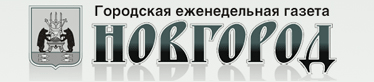 Городская еженедельная газета
НОВГОРОД